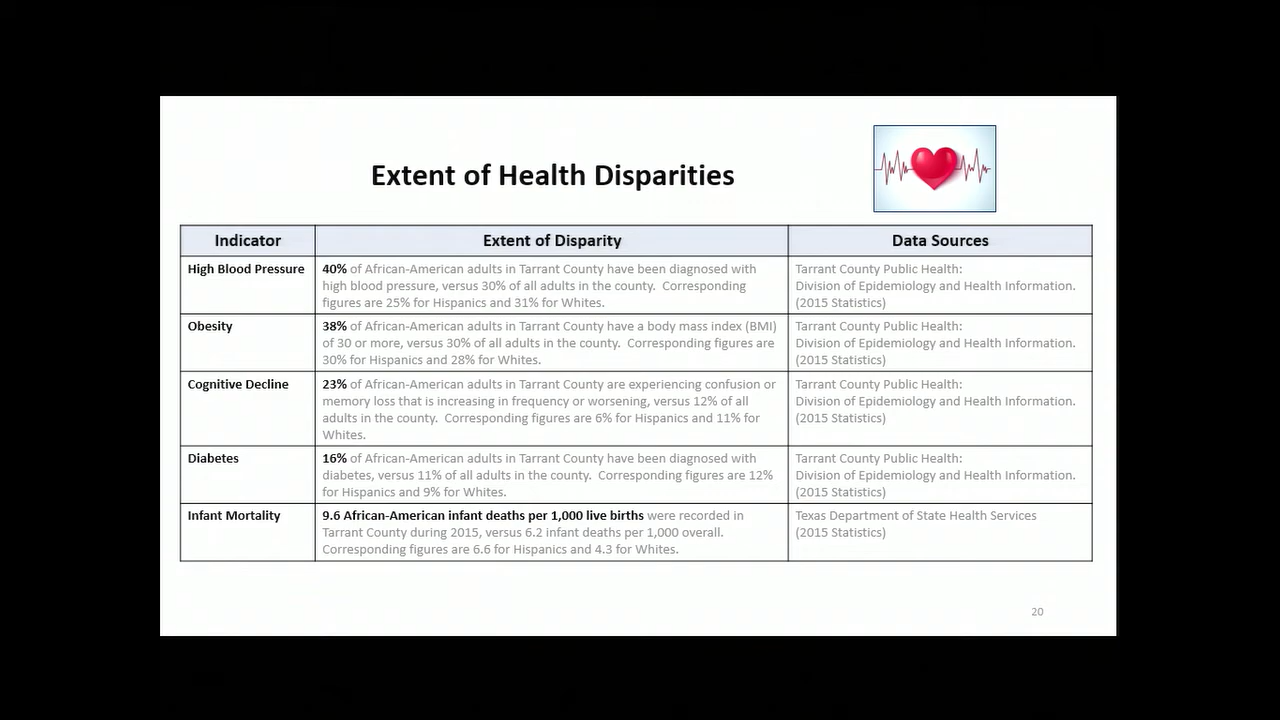 Extent of Health Disparities
Indicator
Extent of Disparity
Data Sources
High Blood Pressure
40% of African-American adults in Tarrant County have been diagnosed with
high blood pressure, versus 30% of all adults in the county.  Corresponding
figures are 25% for Hispanics and 31% for Whites.
Tarrant County Public Health:
Division of Epidemiology and Health Information.
(2015 Statistics)
Obesity
38% of African-American adults in Tarrant County have a body mass index (BMI)
of 30 or more, versus 30% of all adults in the county.  Corresponding figures are
30% for Hispanics and 28% for Whites.
Tarrant County Public Health:
Division of Epidemiology and Health Information.
(2015 Statistics)
Cognitive Decline
23% of African-American adults in Tarrant County are experiencing confusion or
memory loss that is increasing in frequency or worsening, versus 12% of all
adults in the county.  Corresponding figures are 6% for Hispanics and 11% for
Whites.
Tarrant County Public Health:
Division of Epidemiology and Health Information.
(2015 Statistics)
Diabetes
16% of African-American adults in Tarrant County have been diagnosed with
diabetes, versus 11% of all adults in the county.  Corresponding figures are 12%
for Hispanics and 9% for Whites.
Tarrant County Public Health:
Division of Epidemiology and Health Information.
(2015 Statistics)
Infant Mortality
9.6 African-American infant deaths per 1,000 live births were recorded in
Tarrant County during 2015, versus 6.2 infant deaths per 1,000 overall.
Corresponding figures are 6.6 for Hispanics and 4.3 for Whites.
Texas Department of State Health Services
(2015 Statistics)
20